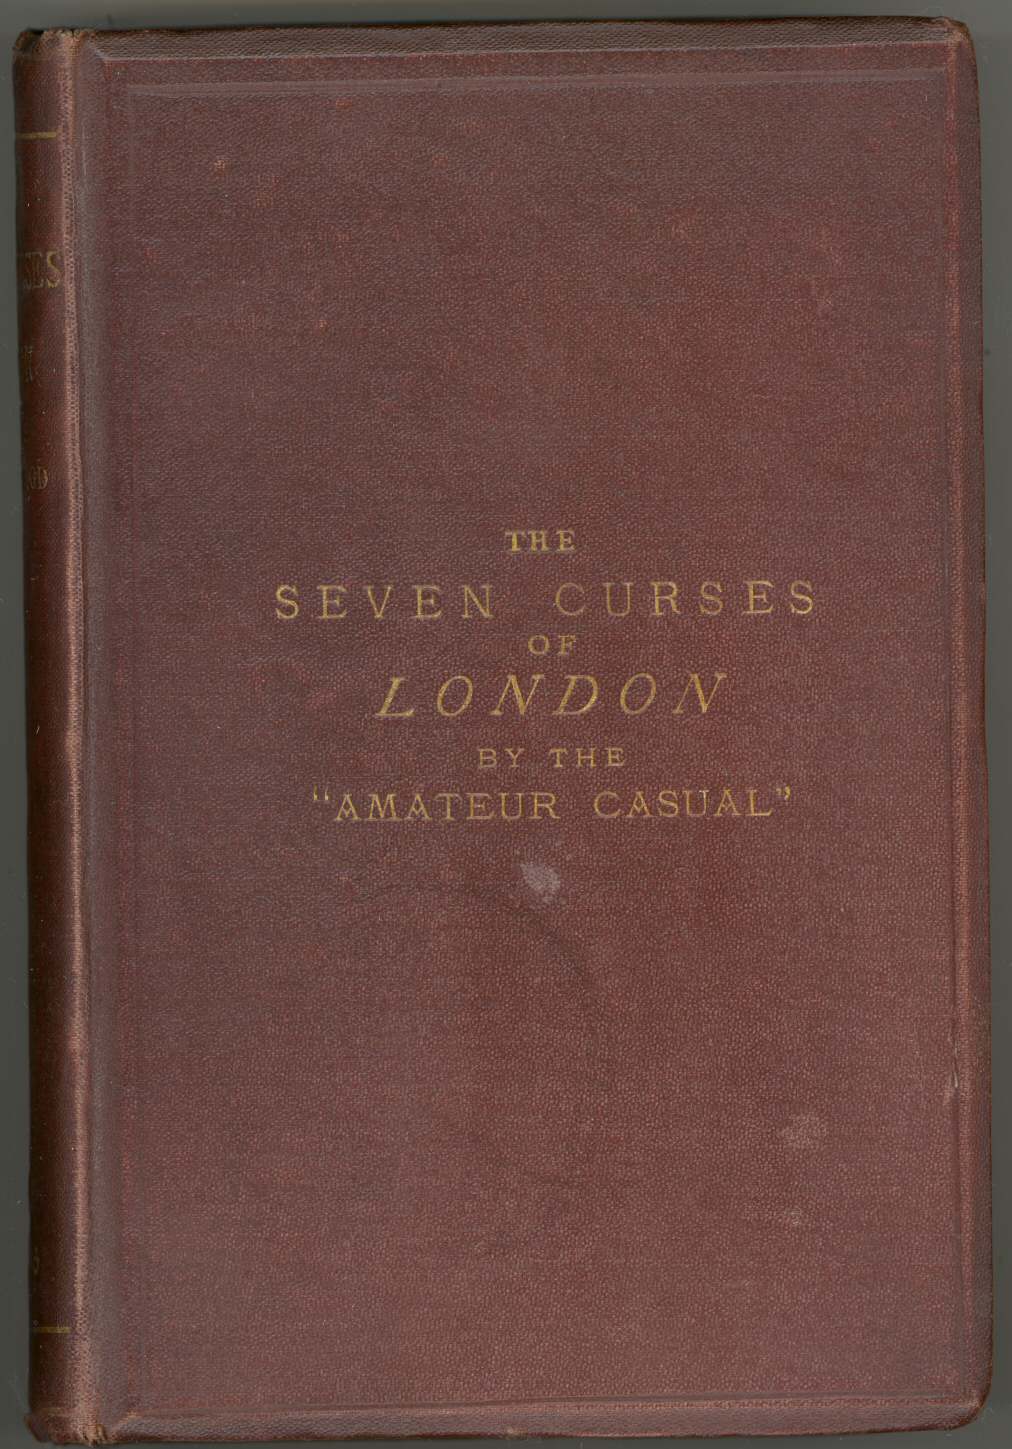 THE
SEVEN CURSES
OF
LONDON
BY THE
"AMATEUR CASUAL"